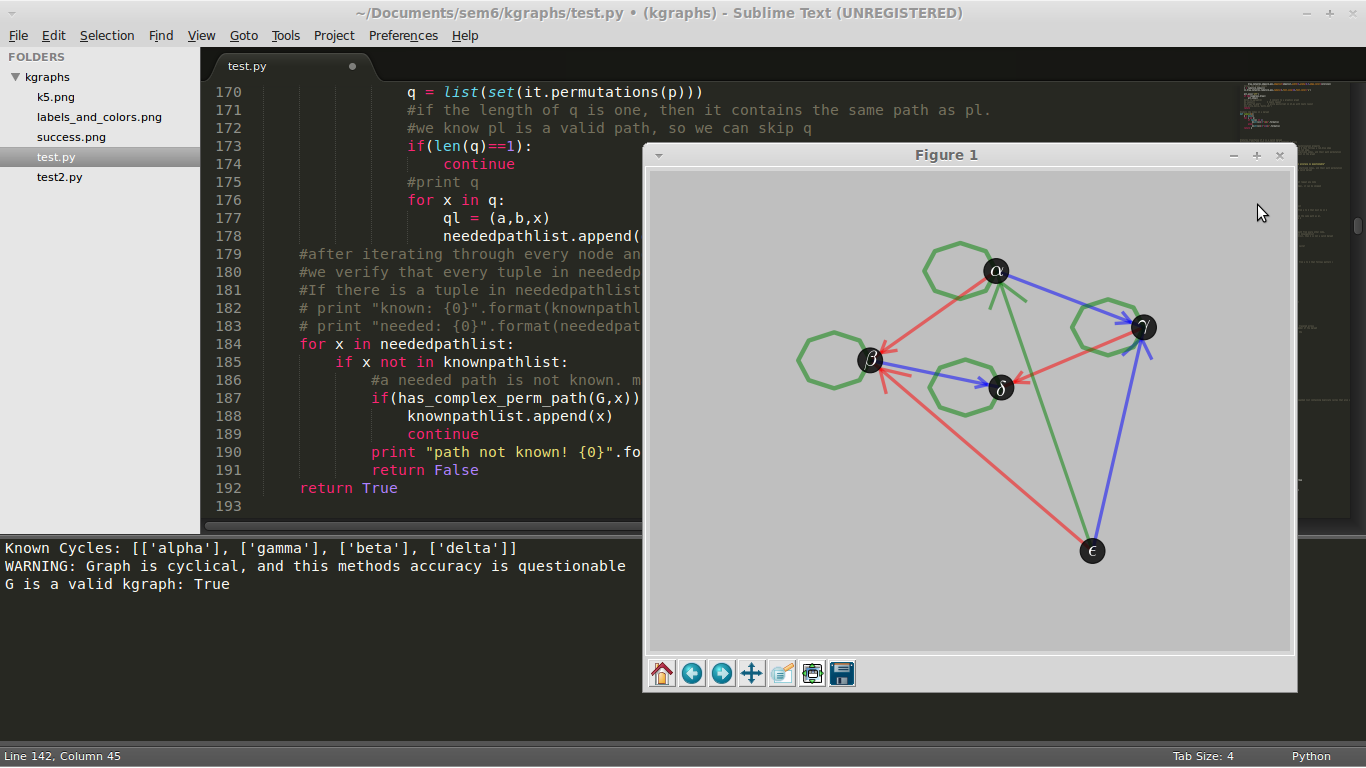 ~/Documents/sem6/kgraphs/test.py • (kgraphs) - Sublime Text (UNREGISTERED)
File Edit Selection Find View Goto Tools Project Preferences Help
FOLDERS
kgraphs
k5.png
labels_and_colors.png
success.png
test.py
test2.py
test.py
170 q = list(set(it.permutations(p)))
171 #if the length of q is one, then it contains the same path as pl.
172 #we know pl is a valid path, so we can skip q
173 if(len(q)==1):
174 continue
175 #print q
176 for x in q:
177 ql = (a,b,x)
178 neededpathlist.append(
179 #after iterating through every node an
180 #we verify that every tuple in neededp
181 #If there is a tuple in neededpathlist
182 # print "known: {0}".format(knownpathl
183 # print "needed: {0}".format(neededpat
184 for x in neededpathlist:
185 if x not in knownpathlist:
186 #a needed path is not known. m
187 if(has_complex_perm_path(G,x))
188 knownpathlist.append(x)
189 continue
190 print "path not known! {0}".fo
191 return False
192 return True
193
Figure 1
α
γ
β
δ
ϵ
Known Cycles: [['alpha'], ['gamma'], ['beta'], ['delta']]
WARNING: Graph is cyclical, and this methods accuracy is questionable
G is a valid kgraph: True
Line 142, Column 45
Tab Size: 4
Python